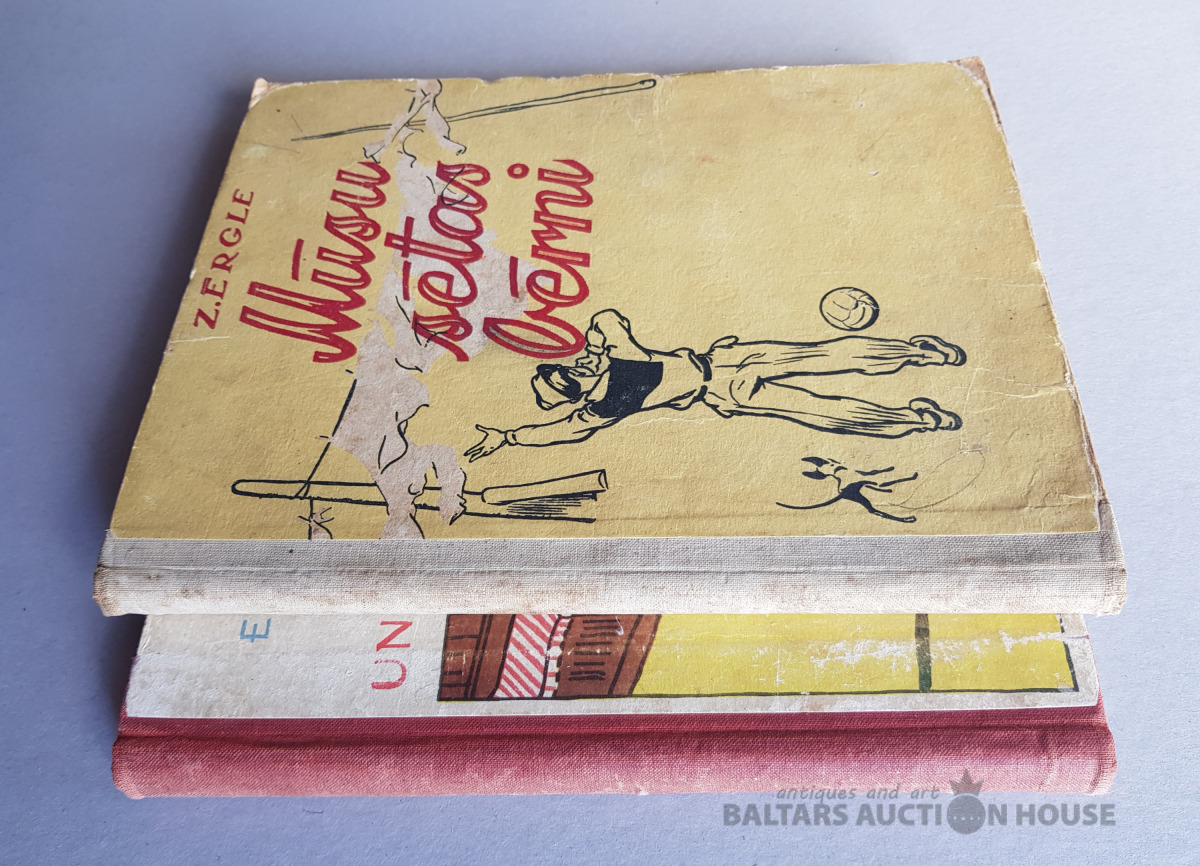 Z. ERGLE
Mūsu
sētas
bērni
E
UN
antiques and art
BALTARS AUCTION HOUSE